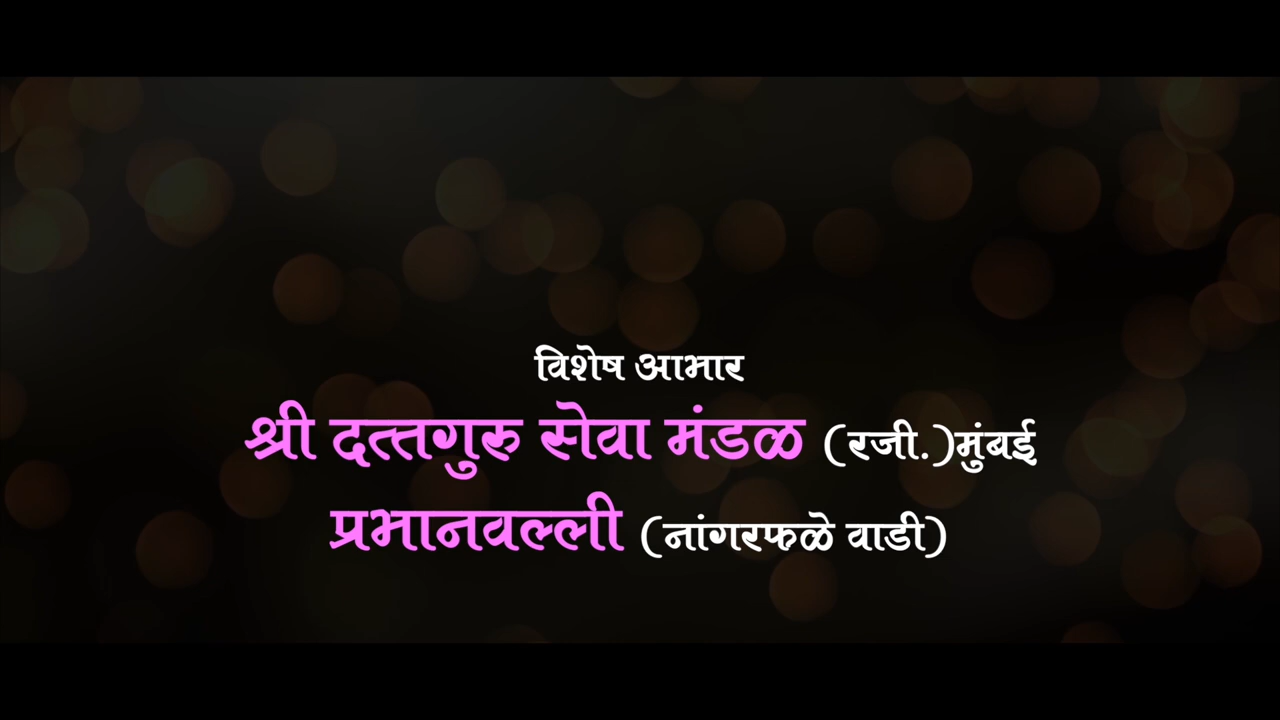 विशेष आभार
श्री दत्तगुरु सेवा मंडळ (रजी.)मुंबई
प्रभानवल्ली (नांगरफळे वाडी)